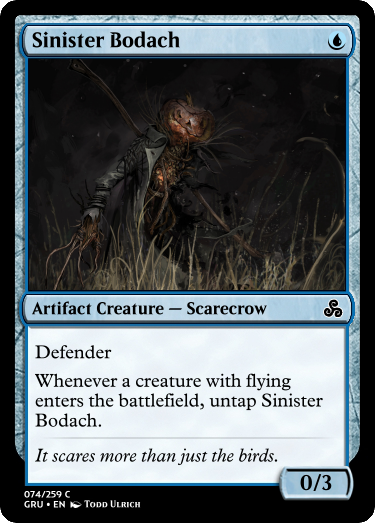 Sinister Bodach
Artifact Creature — Scarecrow
Defender
Whenever a creature with flying
enters the battlefield, untap Sinister
Bodach.
It scares more than just the birds.
0/3
074/259 C
GRU • EN Todd Ulrich